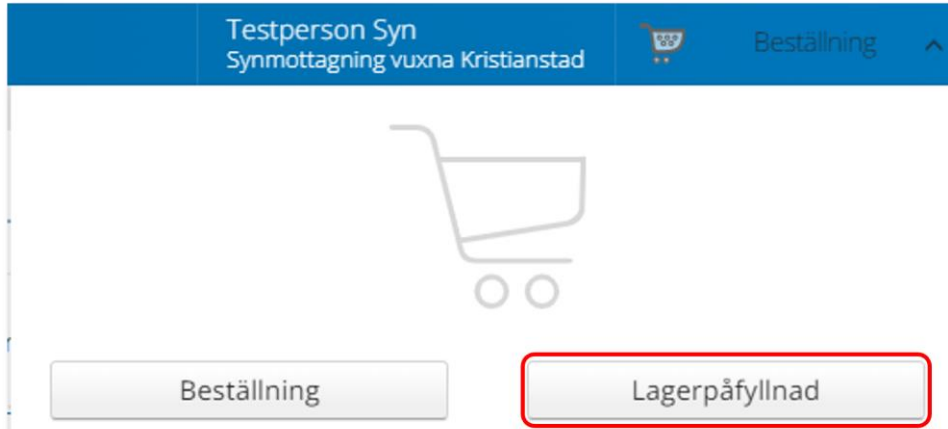 Testperson Syn
Synmottagning vuxna Kristianstad
Beställning
Beställning
Lagerpåfyllnad